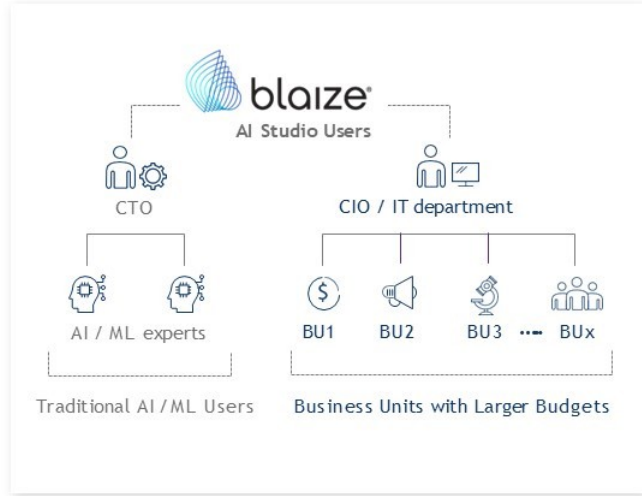 blaize®
AI Studio Users
CTO
CIO / IT department
AI / ML experts
BU1 BU2 BU3 •••• BUx
Traditional AI/ML Users
Business Units with Larger Budgets